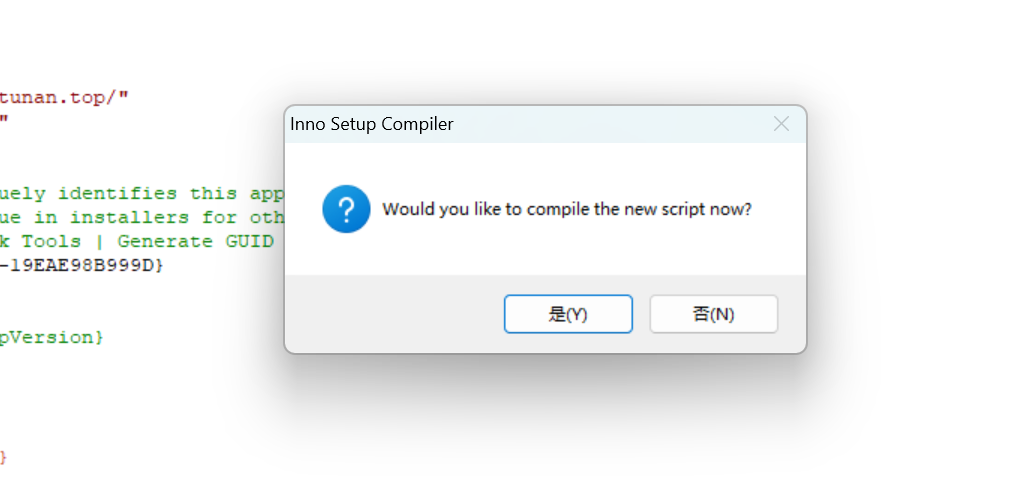 tunan.top/"
"
Inno Setup Compiler
uely identifies this app
Would you like to compile the new script now?
ue in installers for oth
k Tools | Generate GUID
-19EAE98B999D}
是(Y)
否(N)
pVersion}
}